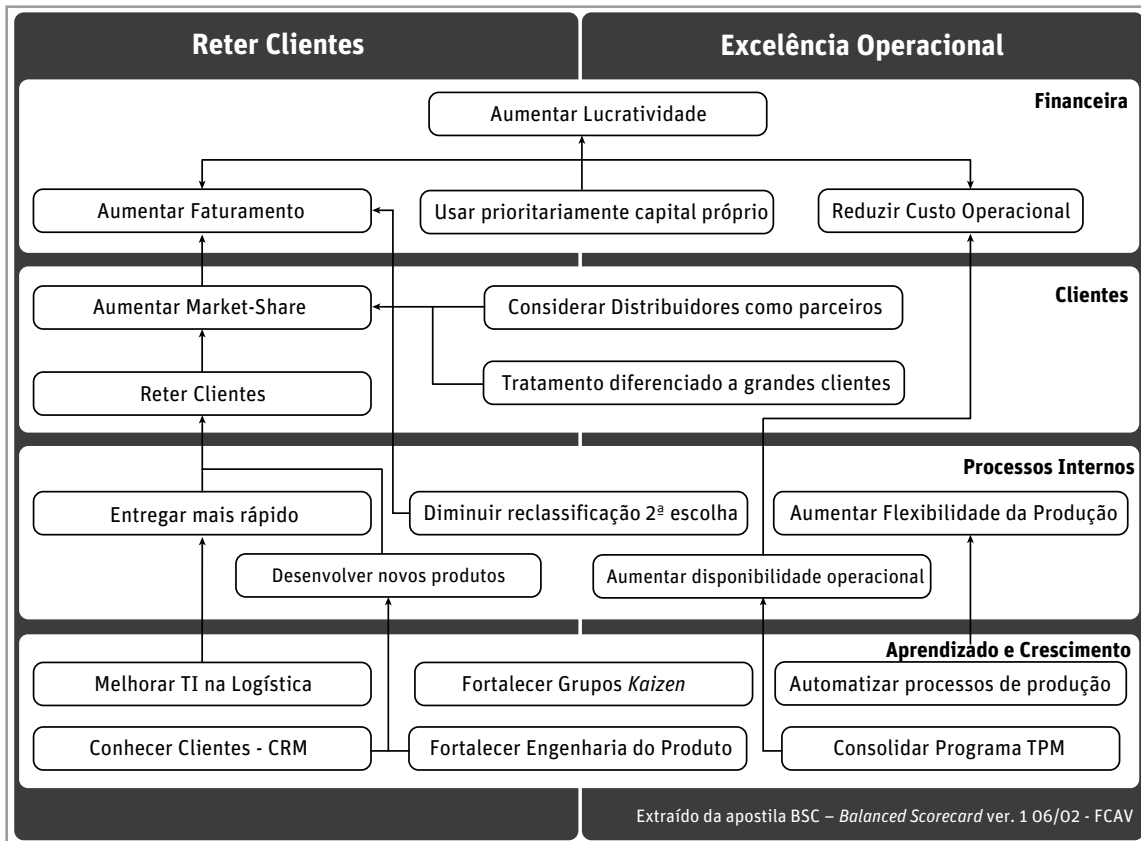 Reter Clientes
Excelência Operacional
Financeira
Aumentar Lucratividade
Aumentar Faturamento
Usar prioritariamente capital próprio
Reduzir Custo Operacional
Clientes
Aumentar Market-Share
Considerar Distribuidores como parceiros
Tratamento diferenciado a grandes clientes
Reter Clientes
Processos Internos
Entregar mais rápido
Diminuir reclassificação 2ª escolha
Aumentar Flexibilidade da Produção
Desenvolver novos produtos
Aumentar disponibilidade operacional
Aprendizado e Crescimento
Melhorar TI na Logística
Fortalecer Grupos Kaizen
Automatizar processos de produção
Conhecer Clientes - CRM
Fortalecer Engenharia do Produto
Consolidar Programa TPM
Extraído da apostila BSC – Balanced Scorecard ver. 1 06/02 - FCAV